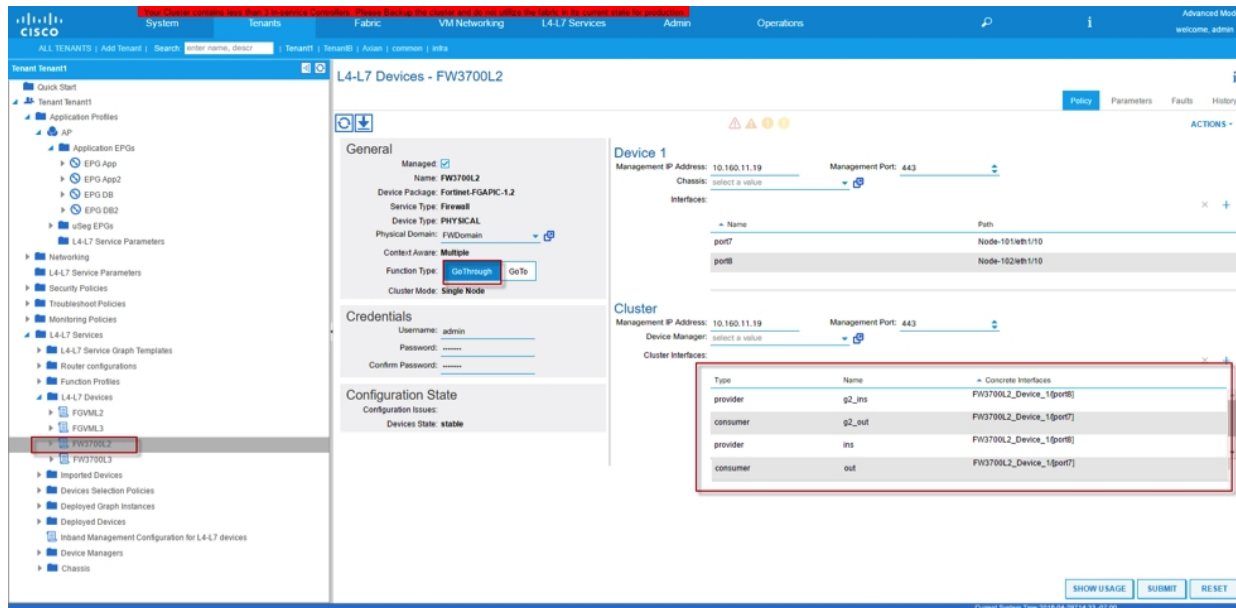 Your Cluster contains less than 3 in-service Controllers. Please Backup the cluster and do not utilize the fabric in its current state for production.
CISCO
System
Tenants
Fabric
VM Networking
L4-L7 Services
Admin
Operations
i
Advanced Mod
welcome, admin
ALL TENANTS | Add Tenant | Search: enter name, descr | Tenant1 | TenantB | Axian | common | infra
Tenant Tenant1
Quick Start
Tenant Tenant1
Application Profiles
AP
Application EPGs
EPG App
EPG App2
EPG DB
EPG DB2
uSeg EPGs
L4-L7 Service Parameters
Networking
L4-L7 Service Parameters
Security Policies
Troubleshoot Policies
Monitoring Policies
L4-L7 Services
L4-L7 Service Graph Templates
Router configurations
Function Profiles
L4-L7 Devices
FGVML2
FGVML3
FW3700L2
FW3700L3
Imported Devices
Devices Selection Policies
Deployed Graph Instances
Deployed Devices
Inband Management Configuration for L4-L7 devices
Device Managers
Chassis
L4-L7 Devices - FW3700L2
i
Policy
Parameters
Faults
History
ACTIONS
General
Managed:
Name: FW3700L2
Device Package: Fortinet-FGAPIC-1.2
Service Type: Firewall
Device Type: PHYSICAL
Physical Domain: FWDomain
Context Aware: Multiple
Function Type: GoThrough GoTo
Cluster Mode: Single Node
Credentials
Username: admin
Password: ........
Confirm Password: ........
Configuration State
Configuration Issues:
Devices State: stable
Device 1
Management IP Address: 10.160.11.19 Management Port: 443
Chassis: select a value
Interfaces:
Name Path
port7 Node-101/eth1/10
port8 Node-102/eth1/10
Cluster
Management IP Address: 10.160.11.19 Management Port: 443
Device Manager: select a value
Cluster Interfaces:
Type Name Concrete Interfaces
provider g2_ins FW3700L2_Device_1/[port8]
consumer g2_out FW3700L2_Device_1/[port7]
provider ins FW3700L2_Device_1/[port8]
consumer out FW3700L2_Device_1/[port7]
SHOW USAGE SUBMIT RESET